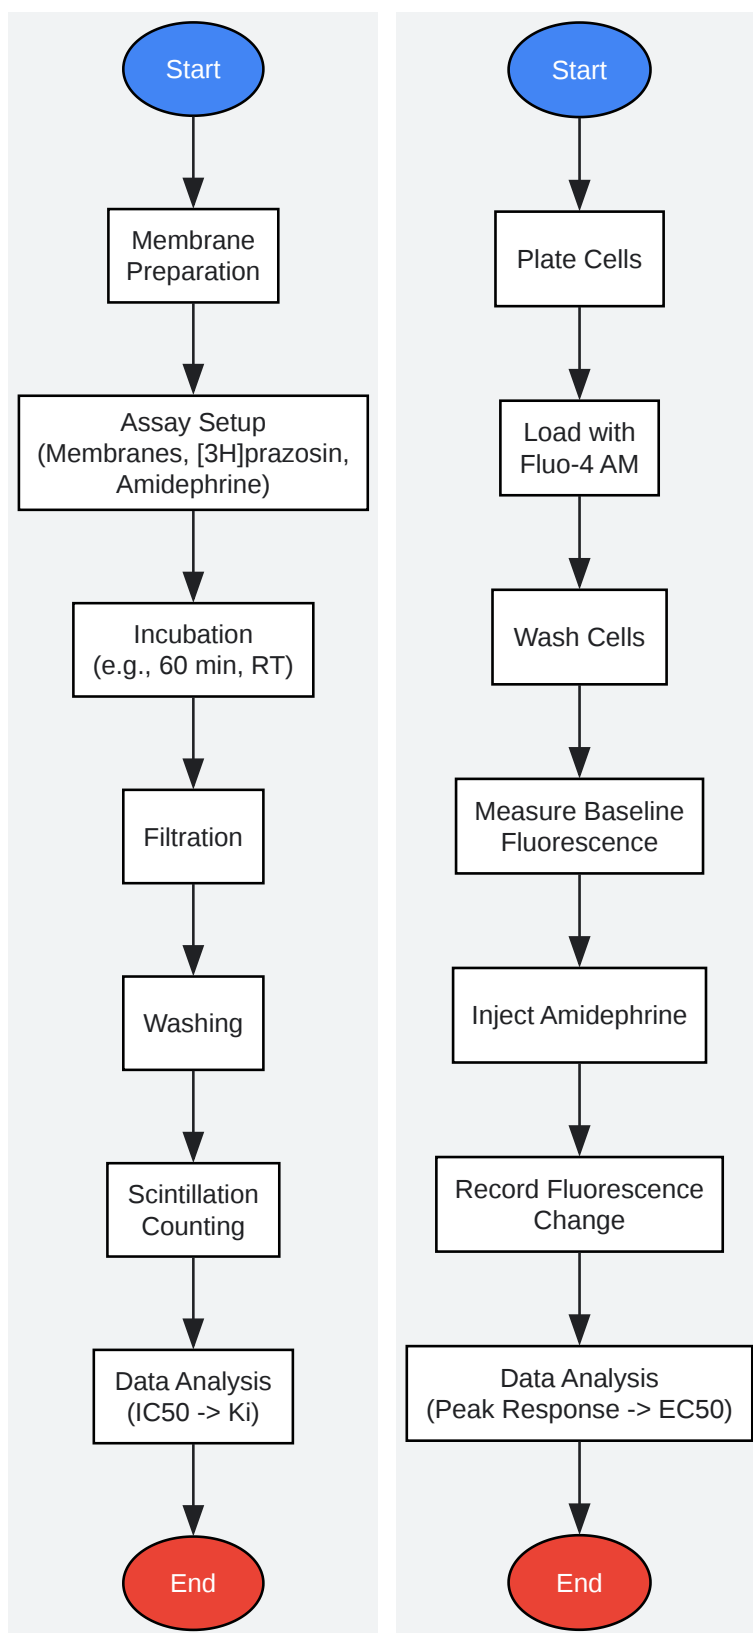 Start
Membrane
Preparation
Assay Setup
(Membranes, [3H]prazosin,
Amidephrine)
Incubation
(e.g., 60 min, RT)
Filtration
Washing
Scintillation
Counting
Data Analysis
(IC50 -> Ki)
End
Start
Plate Cells
Load with
Fluo-4 AM
Wash Cells
Measure Baseline
Fluorescence
Inject Amidephrine
Record Fluorescence
Change
Data Analysis
(Peak Response -> EC50)
End